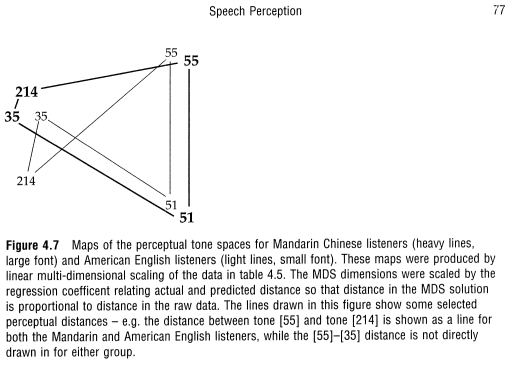 Speech Perception 77
55
55
214
35 35
214
51
51
Figure 4.7 Maps of the perceptual tone spaces for Mandarin Chinese listeners (heavy lines,
large font) and American English listeners (light lines, small font). These maps were produced by
linear multi-dimensional scaling of the data in table 4.5. The MDS dimensions were scaled by the
regression coefficent relating actual and predicted distance so that distance in the MDS solution
is proportional to distance in the raw data. The lines drawn in this figure show some selected
perceptual distances – e.g. the distance between tone [55] and tone [214] is shown as a line for
both the Mandarin and American English listeners, while the [55]–[35] distance is not directly
drawn in for either group.